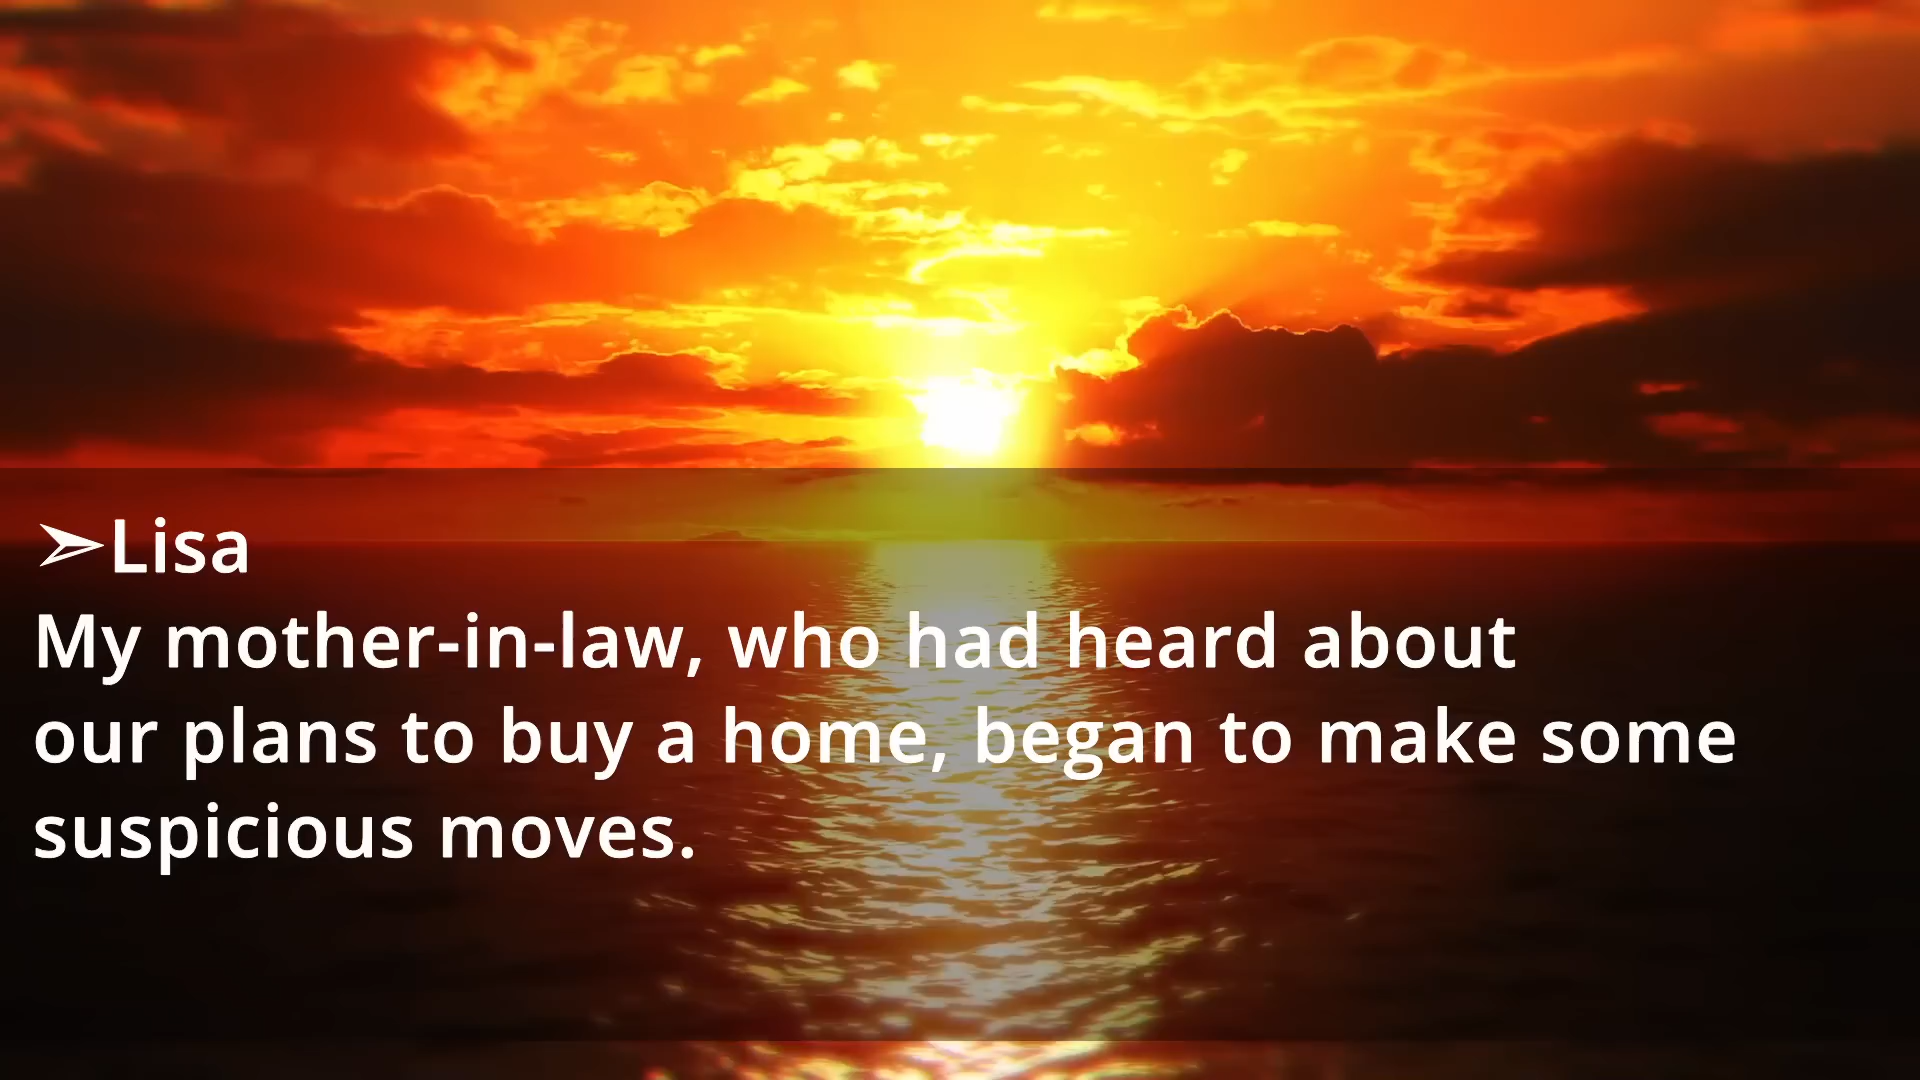 ➢Lisa
My mother-in-law, who had heard about
our plans to buy a home, began to make some
suspicious moves.